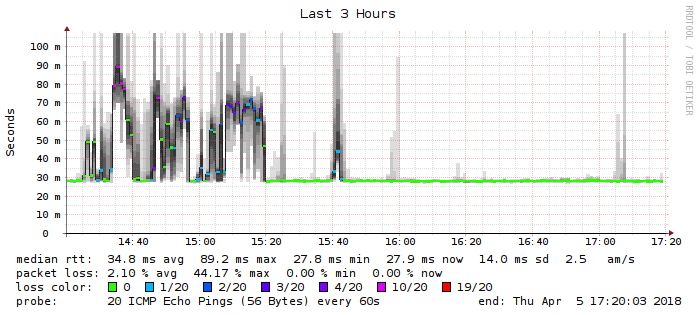 Last 3 Hours
RRDTOOL / TOBI OETIKER
Seconds
100 m
90 m
80 m
70 m
60 m
50 m
40 m
30 m
20 m
10 m
0
14:40 15:00 15:20 15:40 16:00 16:20 16:40 17:00 17:20
median rtt: 34.8 ms avg 89.2 ms max 27.8 ms min 27.9 ms now 14.0 ms sd 2.5 am/s
packet loss: 2.10 % avg 44.17 % max 0.00 % min 0.00 % now
loss color: 0 1/20 2/20 3/20 4/20 10/20 19/20
probe: 20 ICMP Echo Pings (56 Bytes) every 60s end: Thu Apr 5 17:20:03 2018